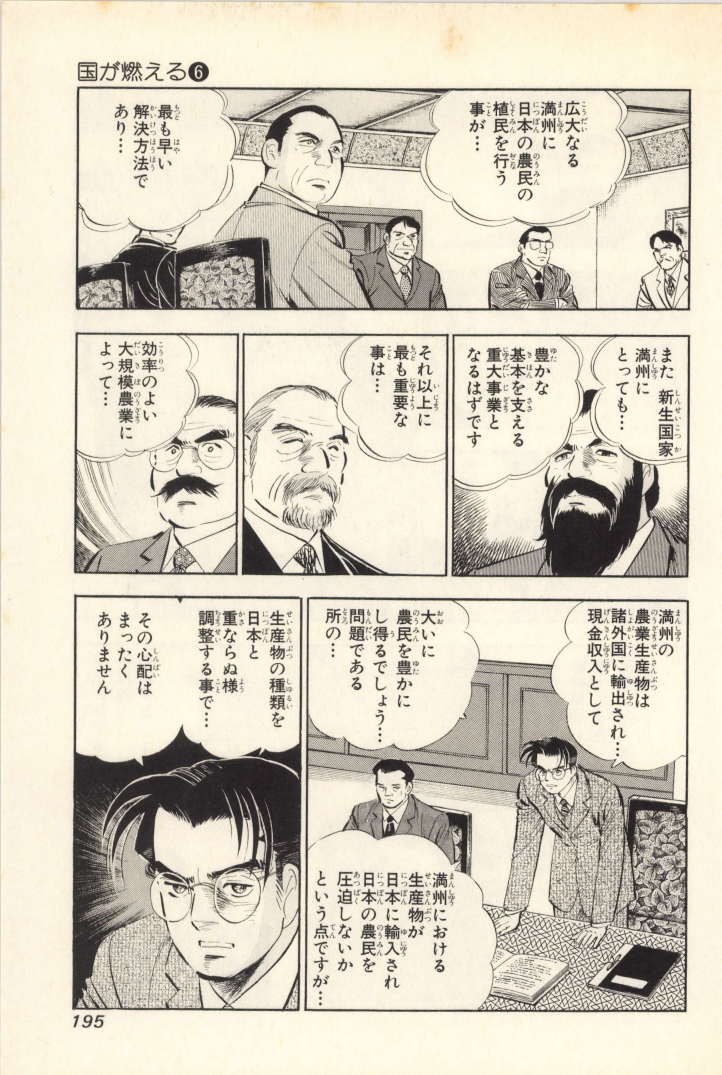 国が燃える❻
広大なる
満州に
日本の農民の
植民を行う
事が…
最も早い
解決方法で
あり…
また 新生国家
満州に
とっても…
豊かな
基本を支える
重大事業と
なるはずです
それ以上に
最も重要な
事は…
効率のよい
大規模農業に
よって…
満州の
農業生産物は
諸外国に輸出され…
現金収入として
大いに
農民を豊かに
し得るでしょう…
問題である
所の…
満州における
生産物が
日本に輸入され
日本の農民を
圧迫しないか
という点ですが…
生産物の種類を
日本と
重ならぬ様
調整する事で…
その心配は
まったく
ありません
195